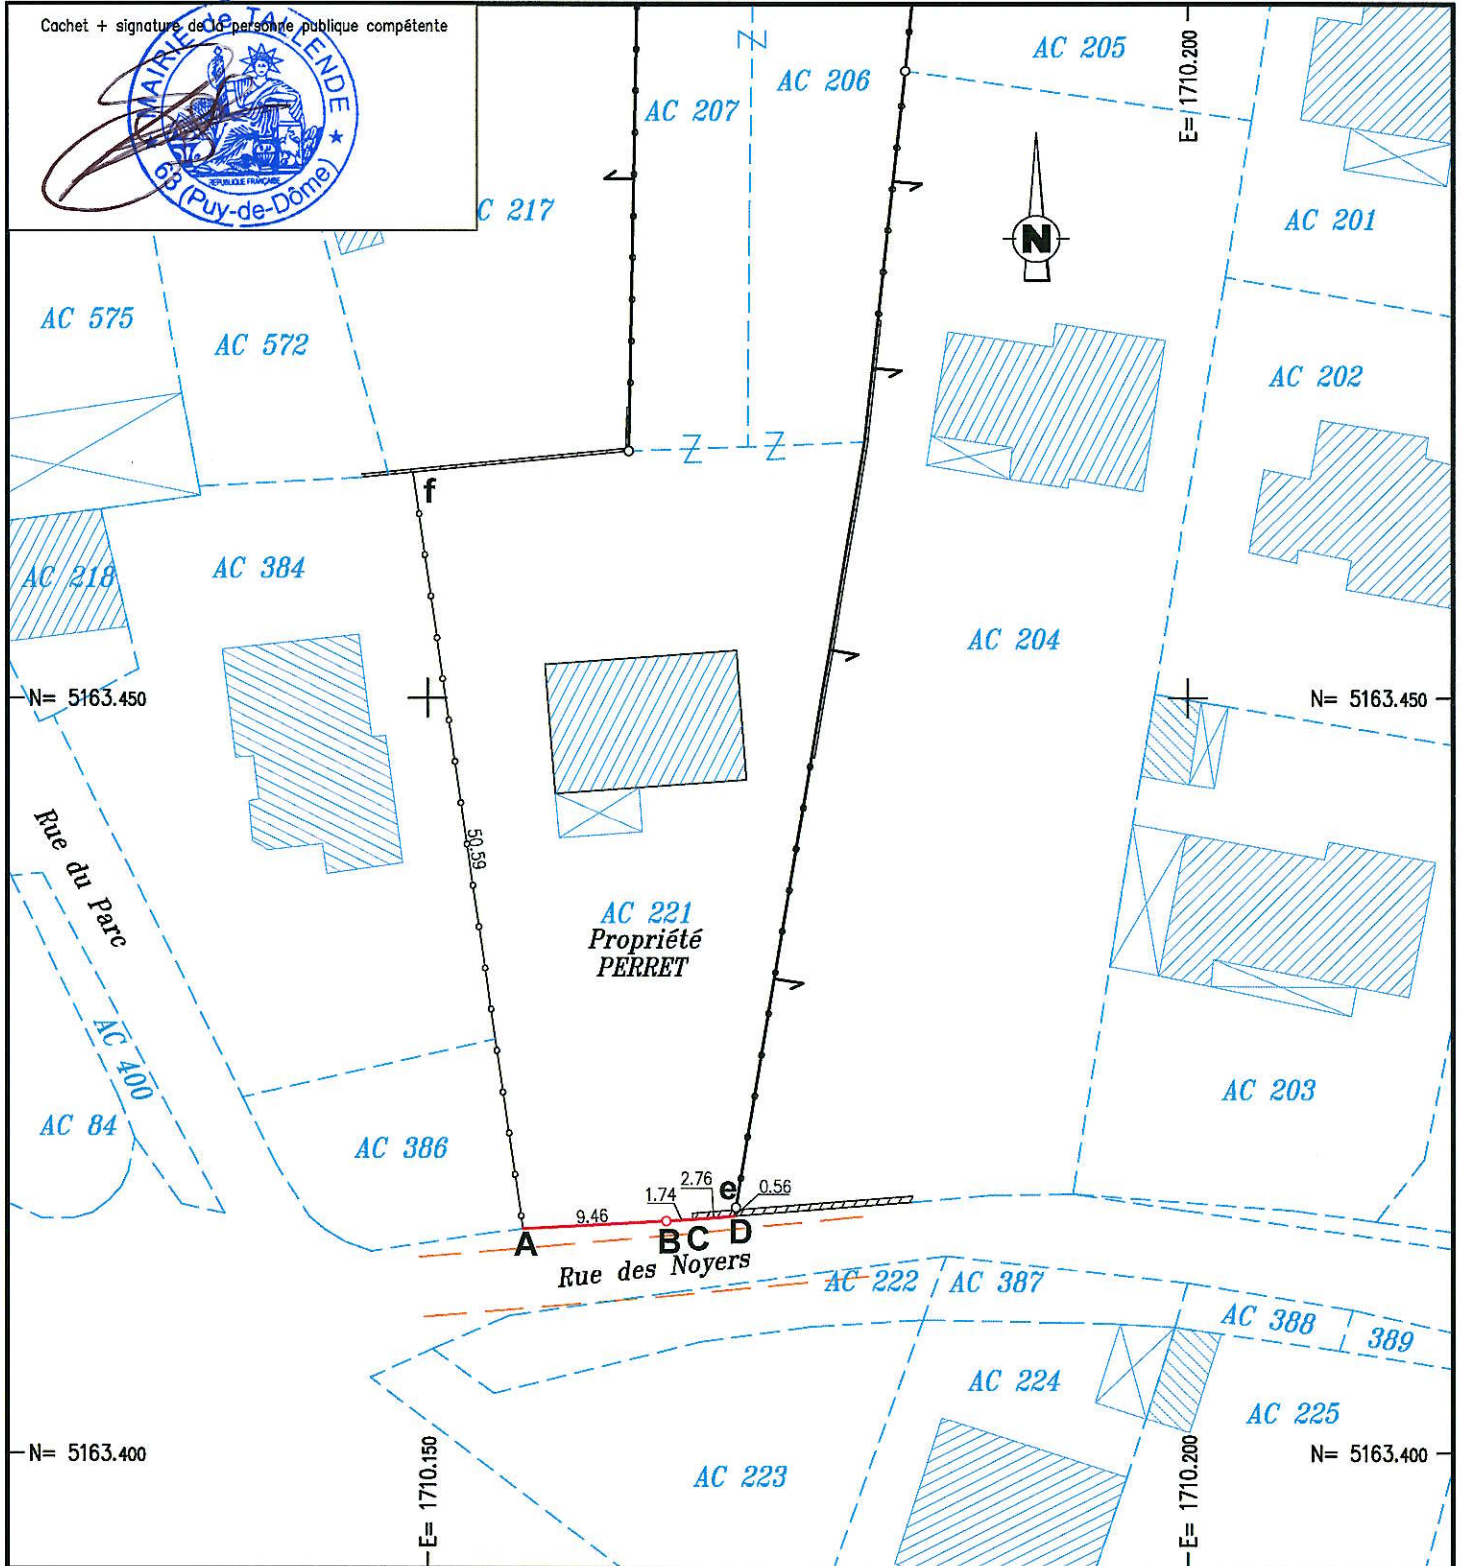 Cachet + signature de la personne publique compétente
MAIRIE de TALLENDE
REPUBLIQUE FRANÇAISE
63 (Puy-de-Dôme)
AC 205
AC 206
AC 207
E= 1710.200
C 217
AC 201
N
AC 575
AC 572
AC 202
f
AC 218
AC 384
AC 204
N= 5163.450
N= 5163.450
50.59
Rue du Parc
AC 221
Propriété
PERRET
AC 400
AC 84
AC 386
AC 203
9.46
1.74
2.76
e
0.56
A
B
C
D
Rue des Noyers
AC 222
AC 387
AC 388
389
AC 224
AC 225
AC 223
N= 5163.400
N= 5163.400
E= 1710.150
E= 1710.200